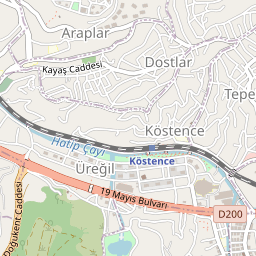 Araplar
Kayaş Caddesi
Dostlar
Tepe
Köstence
Hatip Çayı
Köstence
Üreğil
19 Mayıs Bulvarı
D200
Doğukent Caddesi